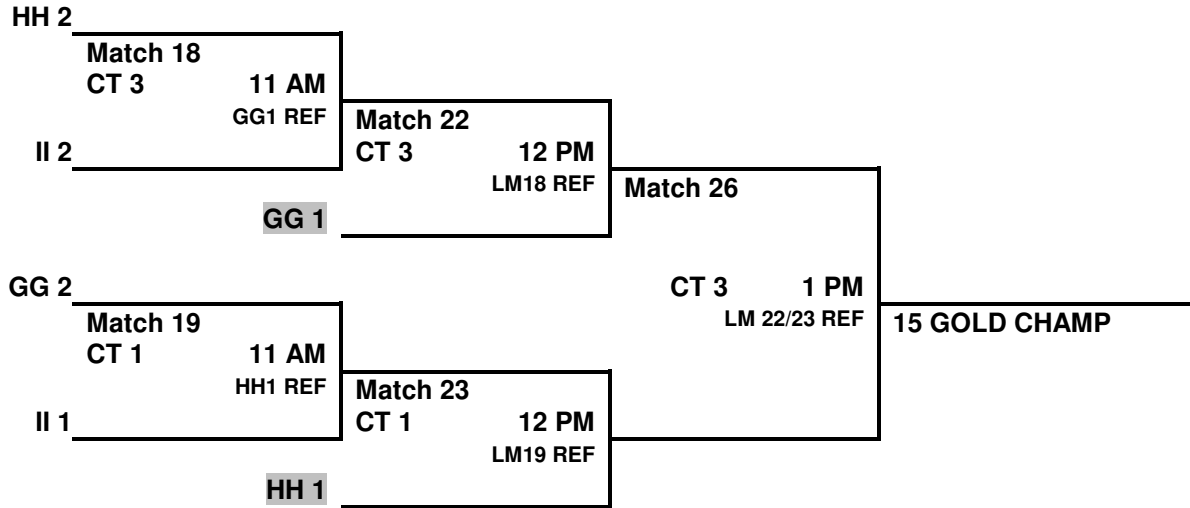 HH 2
Match 18
CT 3 11 AM
GG1 REF
II 2
Match 22
CT 3 12 PM
LM18 REF
GG 1
Match 26
CT 3 1 PM
LM 22/23 REF
15 GOLD CHAMP
GG 2
Match 19
CT 1 11 AM
HH1 REF
II 1
Match 23
CT 1 12 PM
LM19 REF
HH 1